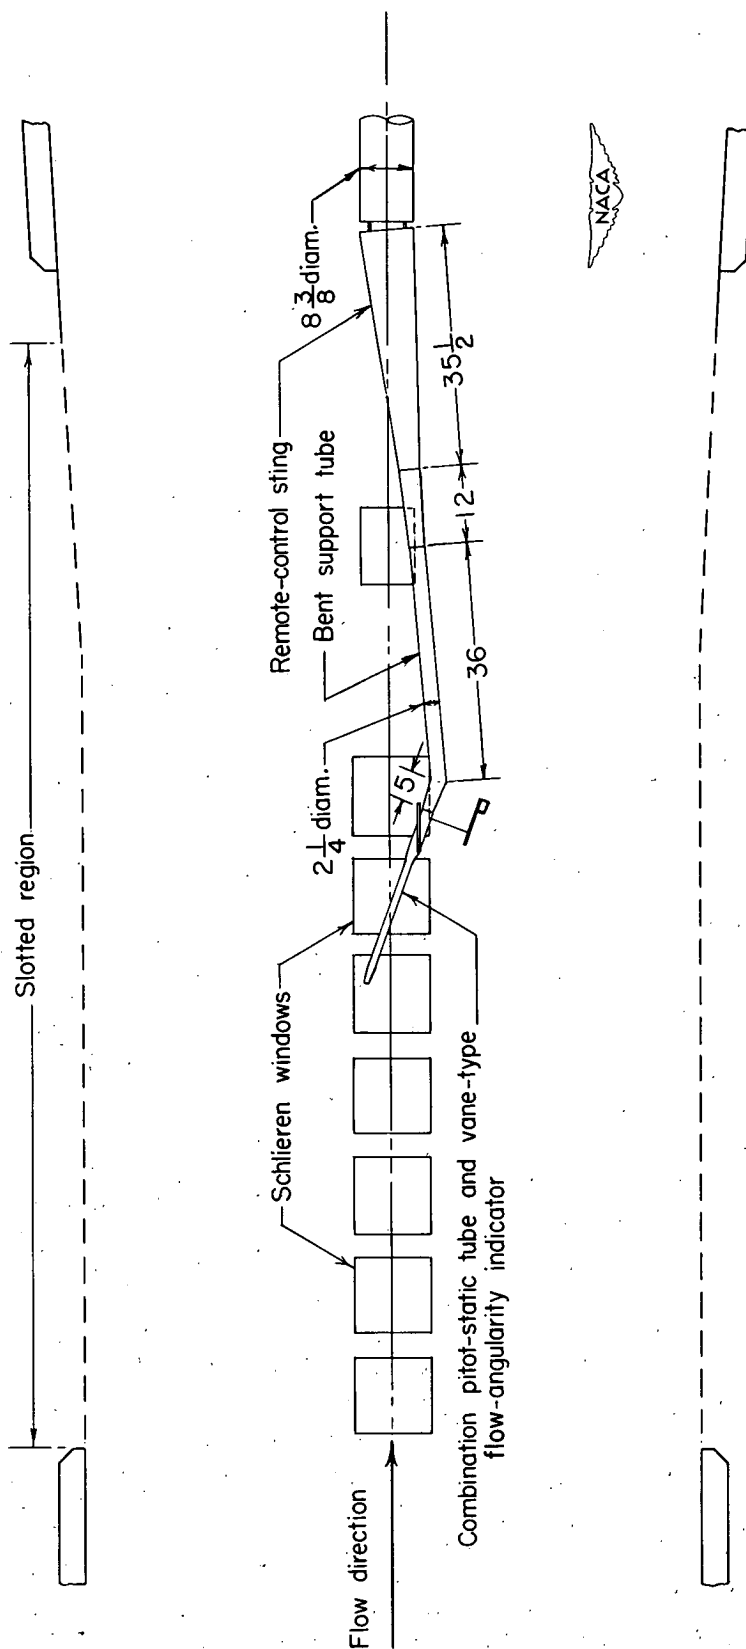 Slotted region
8 3/8 diam.
Remote-control sting
Bent support tube
2 1/4 diam.
Schlieren windows
35 1/2
12
36
5
Flow direction
Combination pitot-static tube and vane-type
flow-angularity indicator
NACA